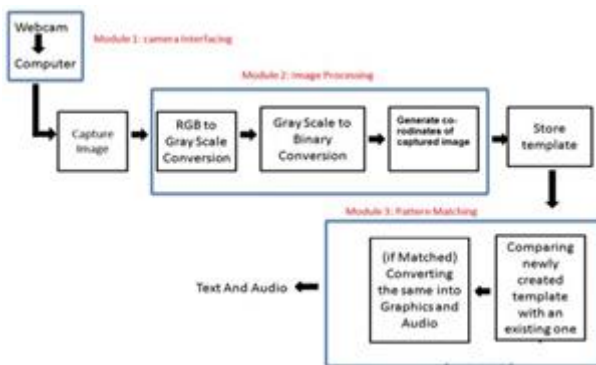 Webcam
Computer
Module 1: camera Interfacing
Module 2: Image Processing
Capture
Image
RGB to
Gray Scale
Conversion
Gray Scale to
Binary
Conversion
Generate co-
rodinates of
captured image
Store
template
Module 3: Pattern Matching
Comparing
newly
created
template
with an
existing one
(if Matched)
Converting
the same into
Graphics and
Audio
Text And Audio